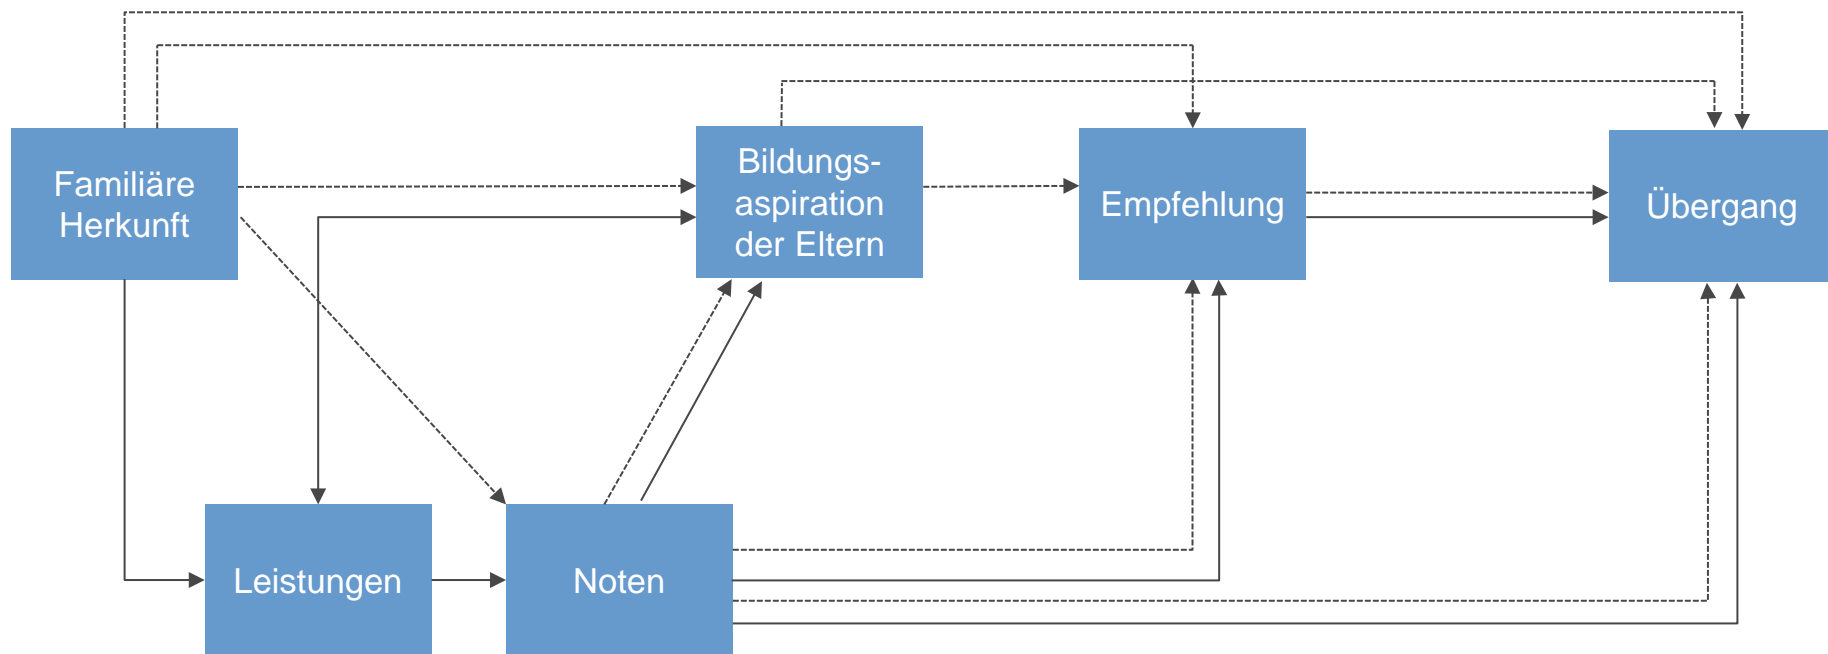 Familiäre
Herkunft
Bildungs-
aspiration
der Eltern
Empfehlung
Übergang
Leistungen
Noten